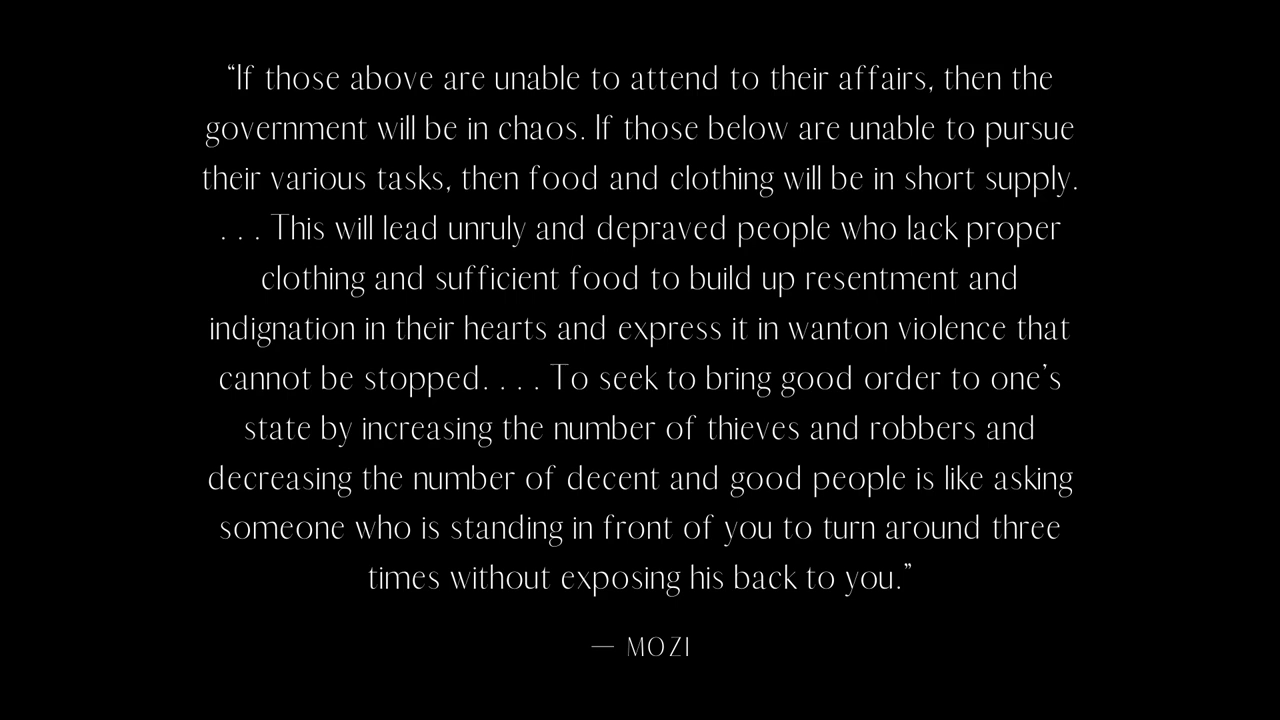 “If those above are unable to attend to their affairs, then the
government will be in chaos. If those below are unable to pursue
their various tasks, then food and clothing will be in short supply.
. . . This will lead unruly and depraved people who lack proper
clothing and sufficient food to build up resentment and
indignation in their hearts and express it in wanton violence that
cannot be stopped. . . . To seek to bring good order to one’s
state by increasing the number of thieves and robbers and
decreasing the number of decent and good people is like asking
someone who is standing in front of you to turn around three
times without exposing his back to you.”
— MOZI